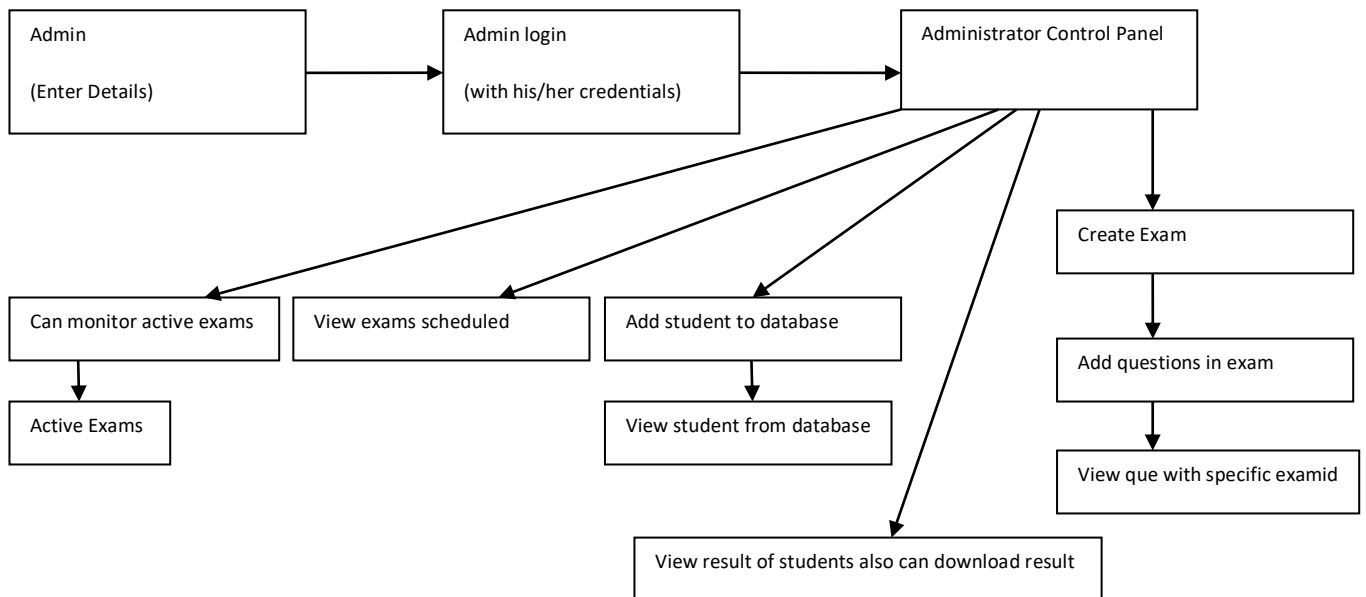 Admin
(Enter Details)
Admin login
(with his/her credentials)
Administrator Control Panel
Create Exam
Can monitor active exams
View exams scheduled
Add student to database
Add questions in exam
Active Exams
View student from database
View que with specific examid
View result of students also can download result